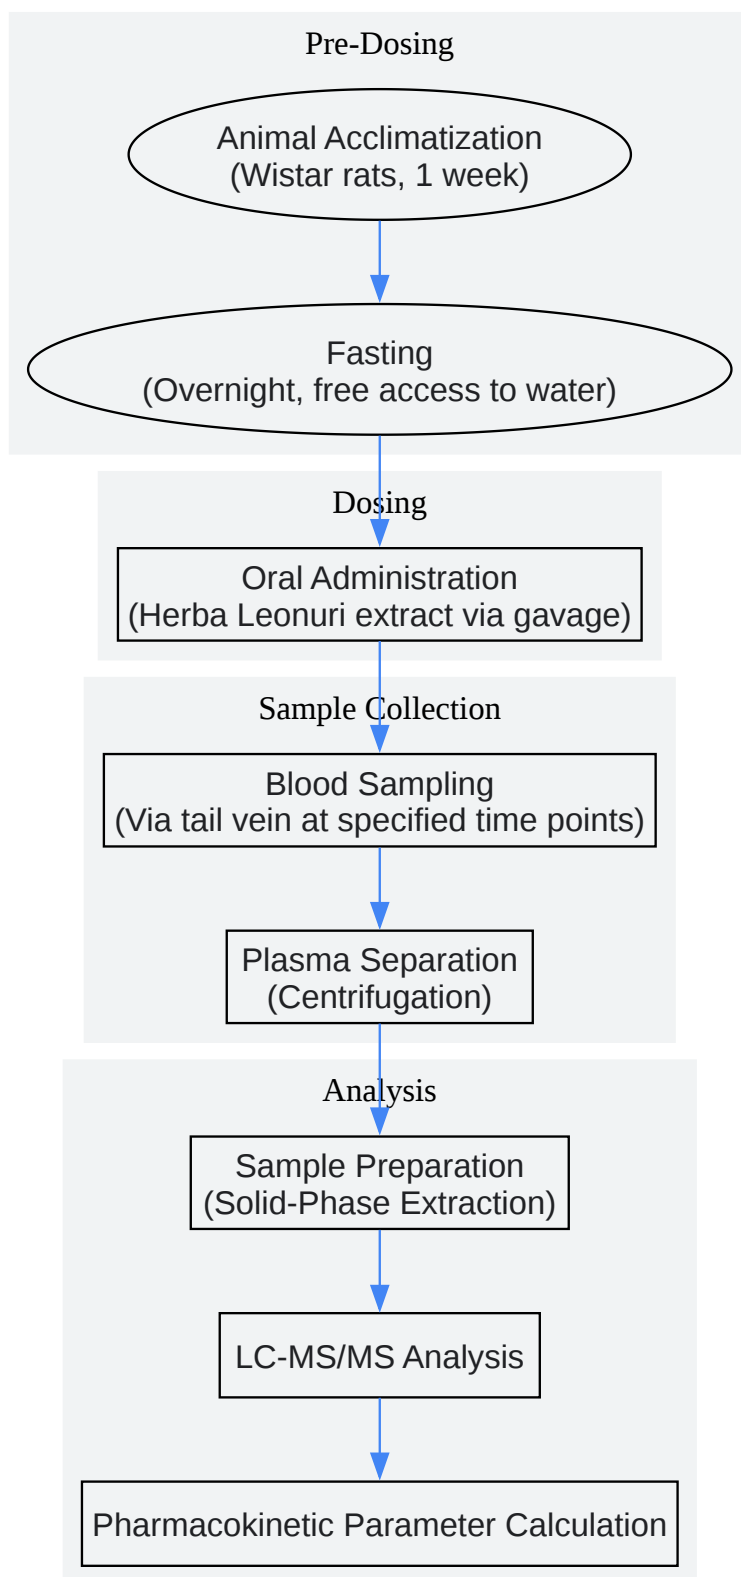 Pre-Dosing
Animal Acclimatization
(Wistar rats, 1 week)
Fasting
(Overnight, free access to water)
Dosing
Oral Administration
(Herba Leonuri extract via gavage)
Sample Collection
Blood Sampling
(Via tail vein at specified time points)
Plasma Separation
(Centrifugation)
Analysis
Sample Preparation
(Solid-Phase Extraction)
LC-MS/MS Analysis
Pharmacokinetic Parameter Calculation